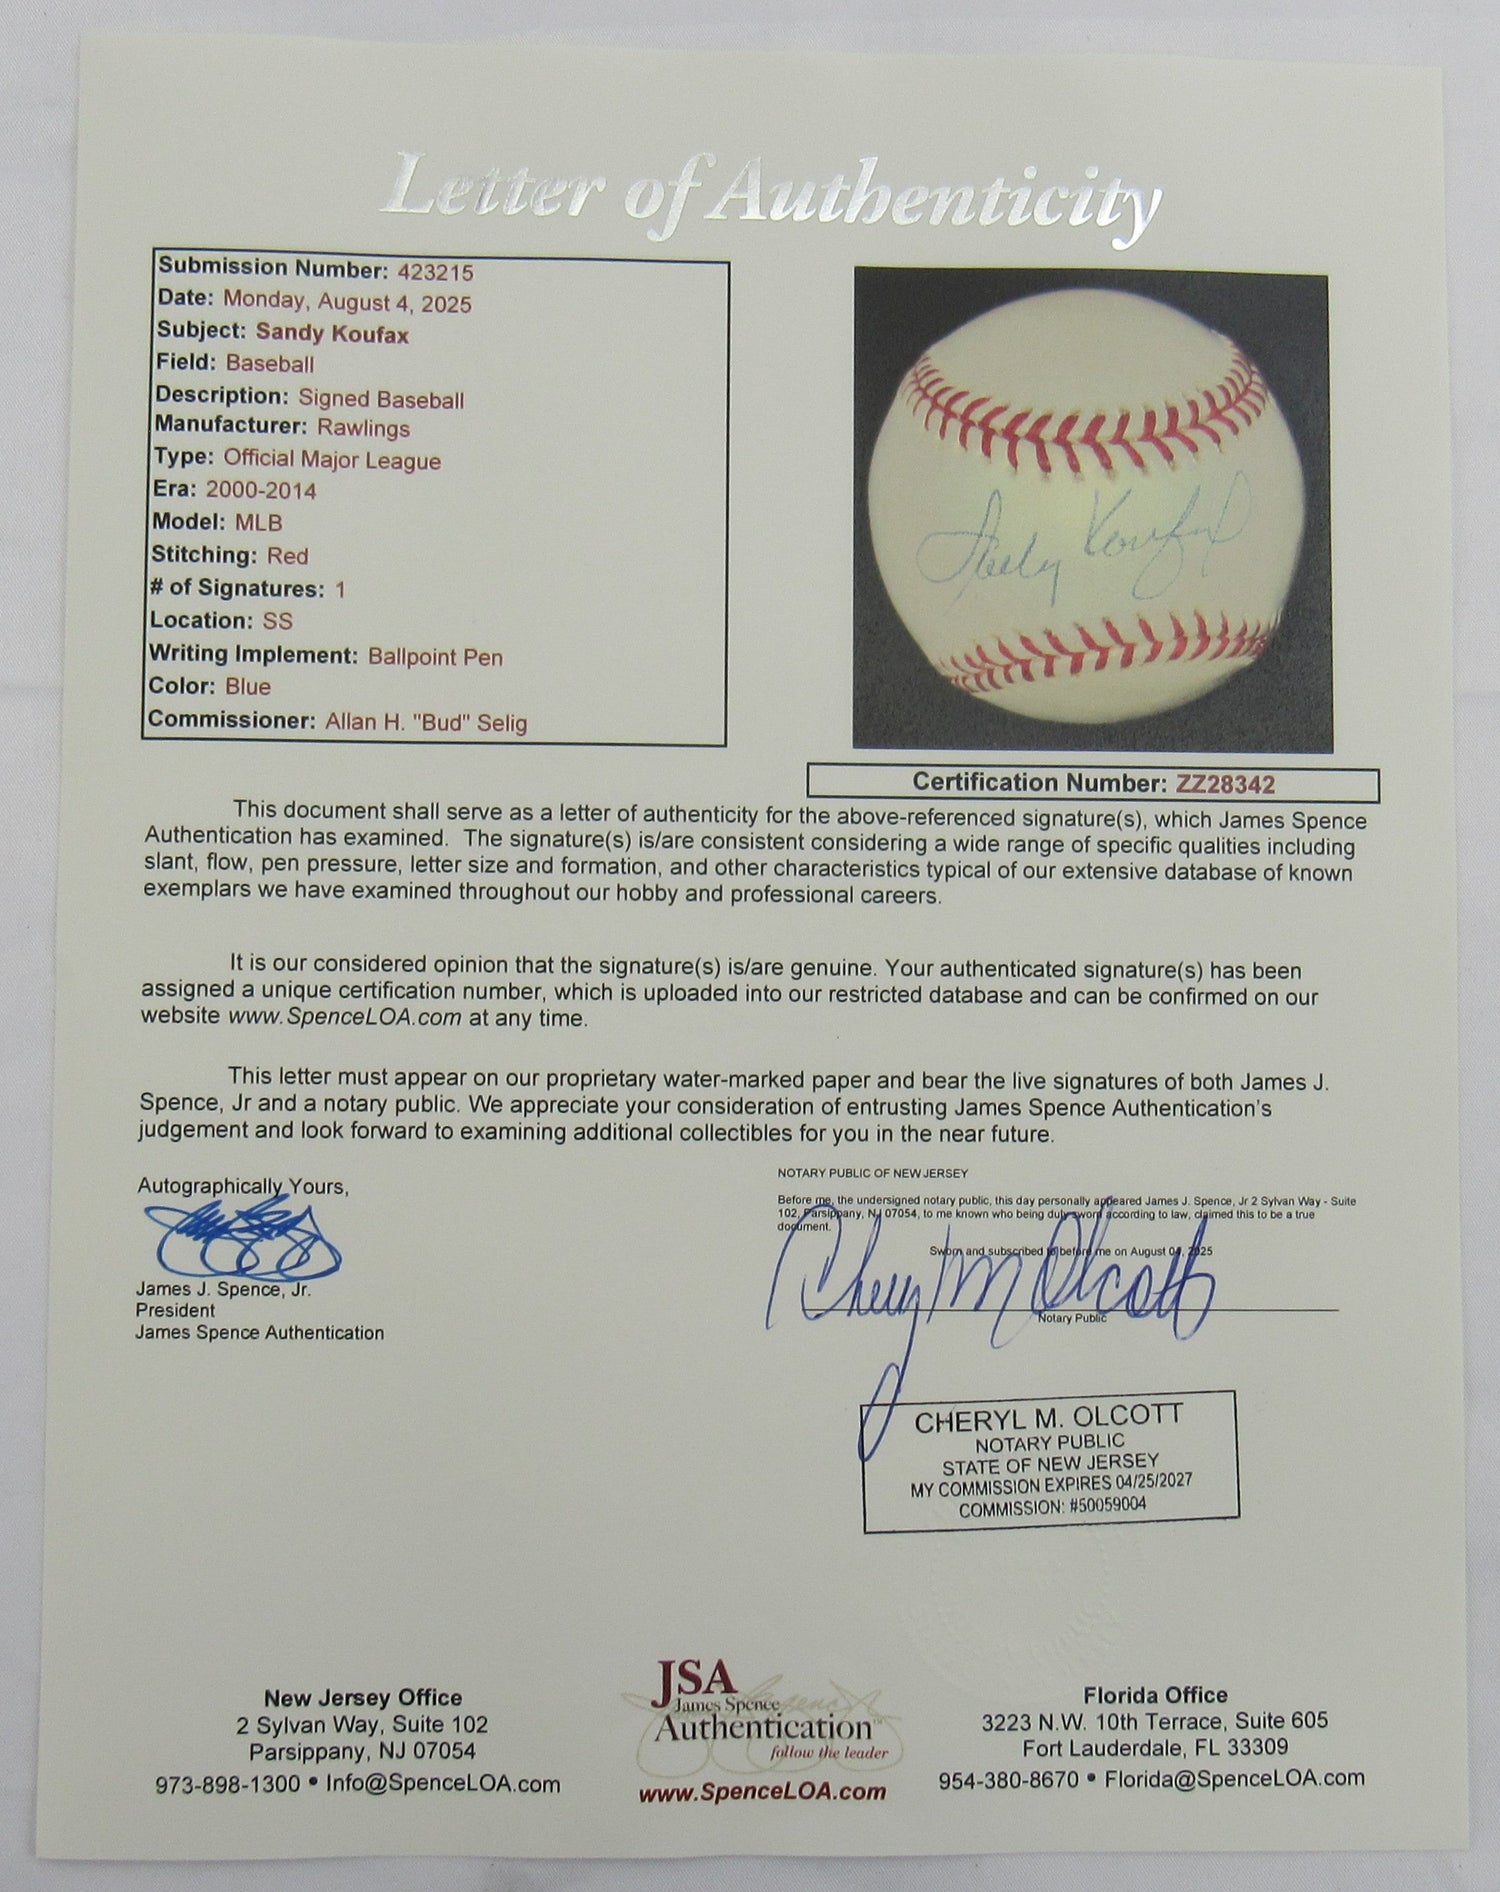 Letter of Authenticity
Submission Number: 423215
Date: Monday, August 4, 2025
Subject: Sandy Koufax
Field: Baseball
Description: Signed Baseball
Manufacturer: Rawlings
Type: Official Major League
Era: 2000-2014
Model: MLB
Stitching: Red
# of Signatures: 1
Location: SS
Writing Implement: Ballpoint Pen
Color: Blue
Commissioner: Allan H. "Bud" Selig
Sandy Koufax
Certification Number: ZZ28342
This document shall serve as a letter of authenticity for the above-referenced signature(s), which James Spence
Authentication has examined. The signature(s) is/are consistent considering a wide range of specific qualities including
slant, flow, pen pressure, letter size and formation, and other characteristics typical of our extensive database of known
exemplars we have examined throughout our hobby and professional careers.
It is our considered opinion that the signature(s) is/are genuine. Your authenticated signature(s) has been
assigned a unique certification number, which is uploaded into our restricted database and can be confirmed on our
website www.SpenceLOA.com at any time.
This letter must appear on our proprietary water-marked paper and bear the live signatures of both James J.
Spence, Jr and a notary public. We appreciate your consideration of entrusting James Spence Authentication's
judgement and look forward to examining additional collectibles for you in the near future.
Autographically Yours,
James J. Spence, Jr.
President
James Spence Authentication
NOTARY PUBLIC OF NEW JERSEY
Before me, the undersigned notary public, this day personally appeared James J. Spence, Jr 2 Sylvan Way - Suite
102, Parsippany, NJ 07054, to me known who being duly sword according to law, claimed this to be a true
document.
Sworn and subscribed to before me on August 04, 2025
Cheryl M Olcott
Notary Public
CHERYL M. OLCOTT
NOTARY PUBLIC
STATE OF NEW JERSEY
MY COMMISSION EXPIRES 04/25/2027
COMMISSION: #50059004
New Jersey Office
2 Sylvan Way, Suite 102
Parsippany, NJ 07054
973-898-1300 • Info@SpenceLOA.com
JSA
James Spence
Authentication™
follow the leader
www.SpenceLOA.com
Florida Office
3223 N.W. 10th Terrace, Suite 605
Fort Lauderdale, FL 33309
954-380-8670 • Florida@SpenceLOA.com